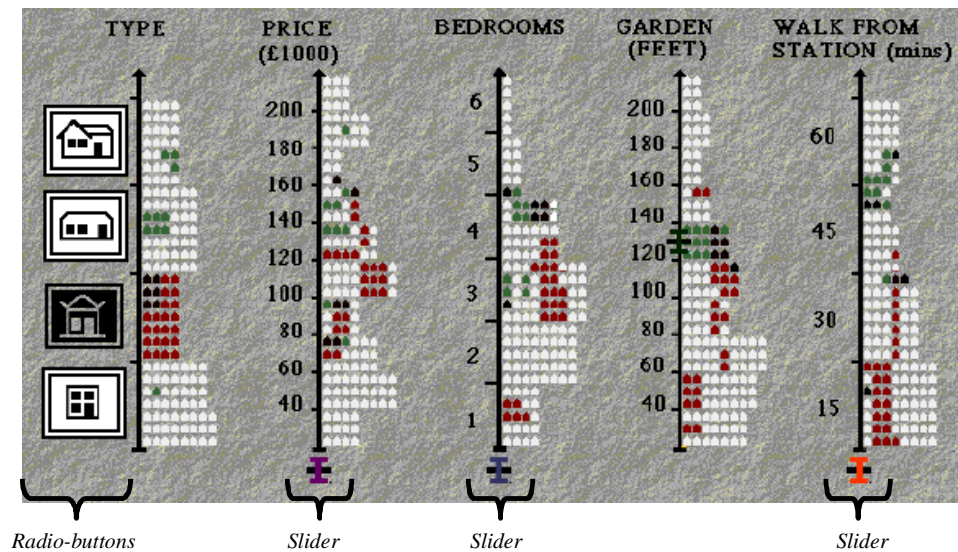 TYPE
PRICE
(£1000)
BEDROOMS
GARDEN
(FEET)
WALK FROM
STATION (mins)
200
180
160
140
120
100
80
60
40
6
5
4
3
2
1
200
180
160
140
120
100
80
60
40
60
45
30
15
Radio-buttons
Slider
Slider
Slider